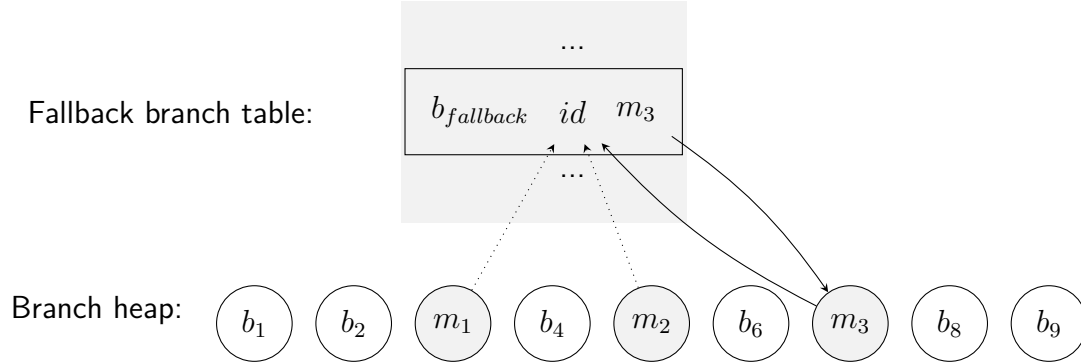 ...
Fallback branch table: b_fallback id m_3
...
Branch heap: b_1 b_2 m_1 b_4 m_2 b_6 m_3 b_8 b_9